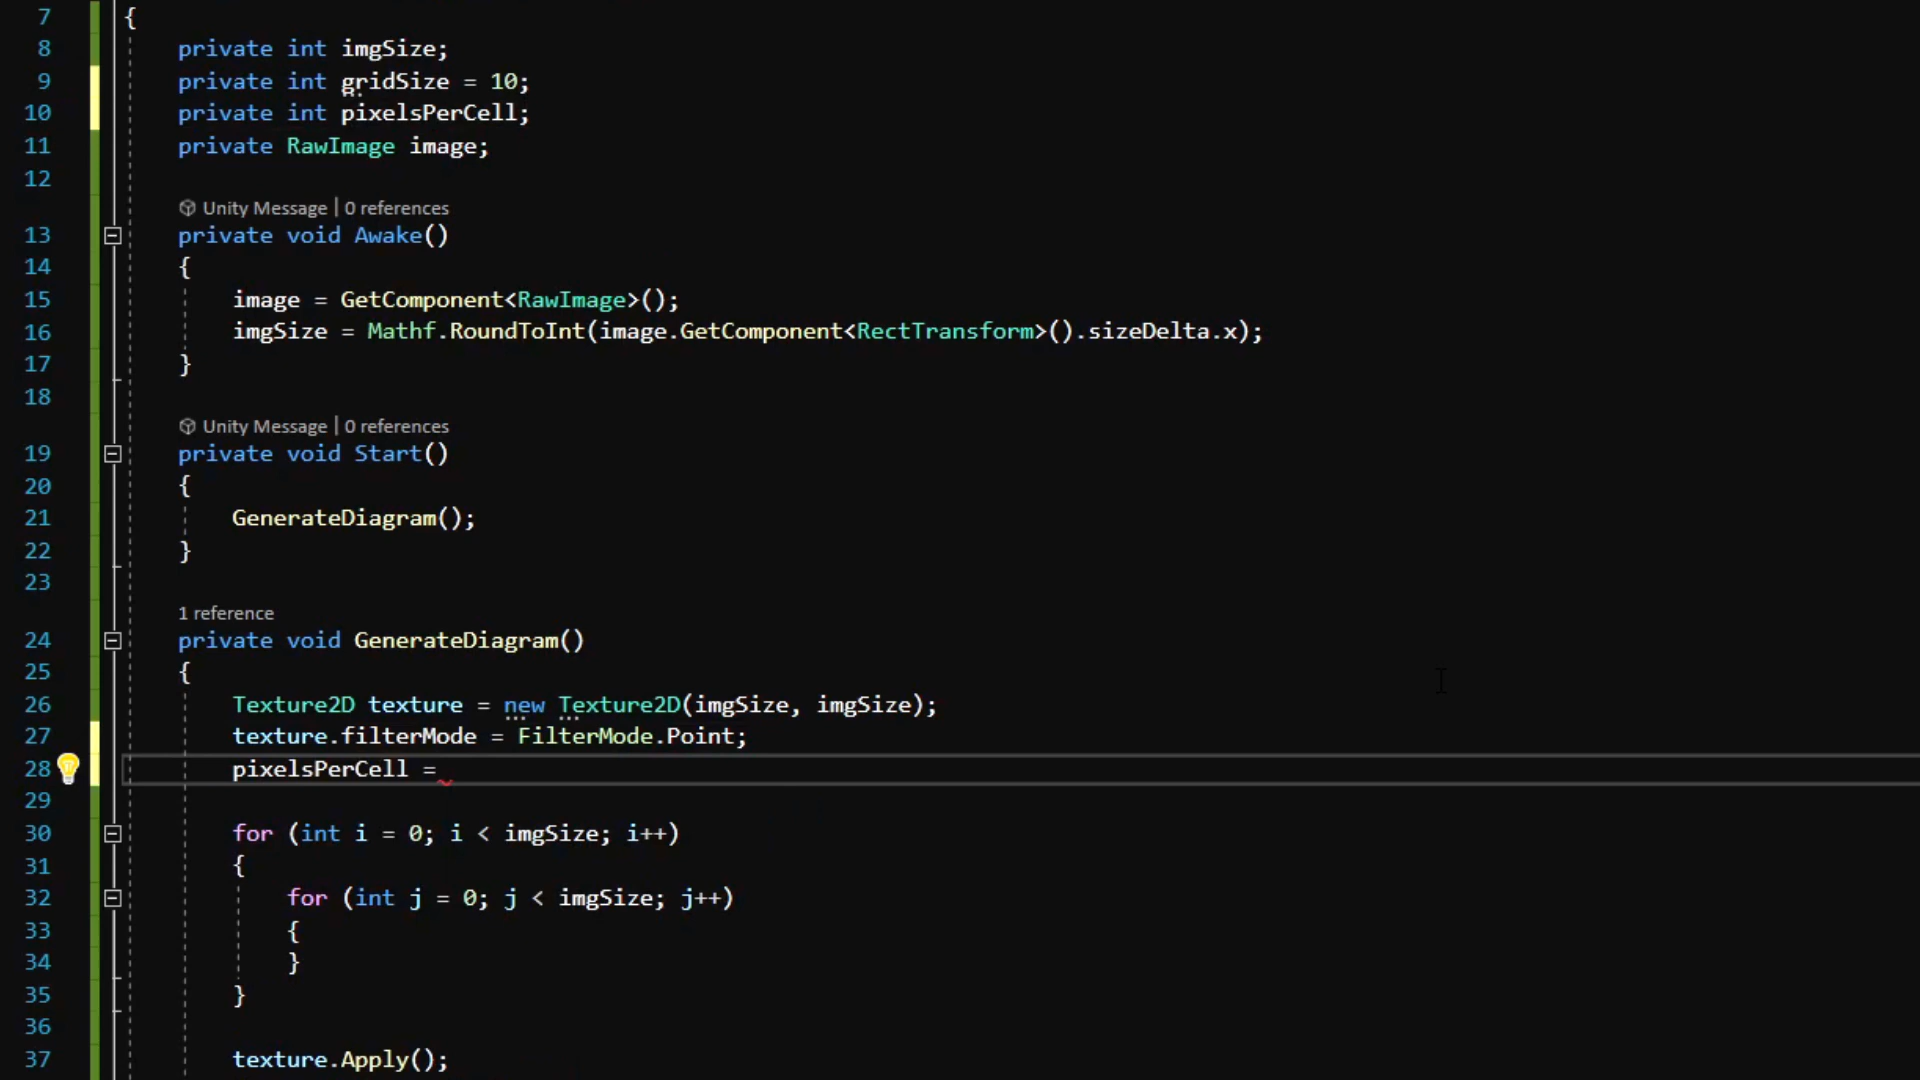 7 {
8 private int imgSize;
9 private int gridSize = 10;
10 private int pixelsPerCell;
11 private RawImage image;
12
Unity Message | 0 references
13 private void Awake()
14 {
15 image = GetComponent<RawImage>();
16 imgSize = Mathf.RoundToInt(image.GetComponent<RectTransform>().sizeDelta.x);
17 }
18
Unity Message | 0 references
19 private void Start()
20 {
21 GenerateDiagram();
22 }
23
1 reference
24 private void GenerateDiagram()
25 {
26 Texture2D texture = new Texture2D(imgSize, imgSize);
27 texture.filterMode = FilterMode.Point;
28 pixelsPerCell =
29
30 for (int i = 0; i < imgSize; i++)
31 {
32 for (int j = 0; j < imgSize; j++)
33 {
34 }
35 }
36
37 texture.Apply();